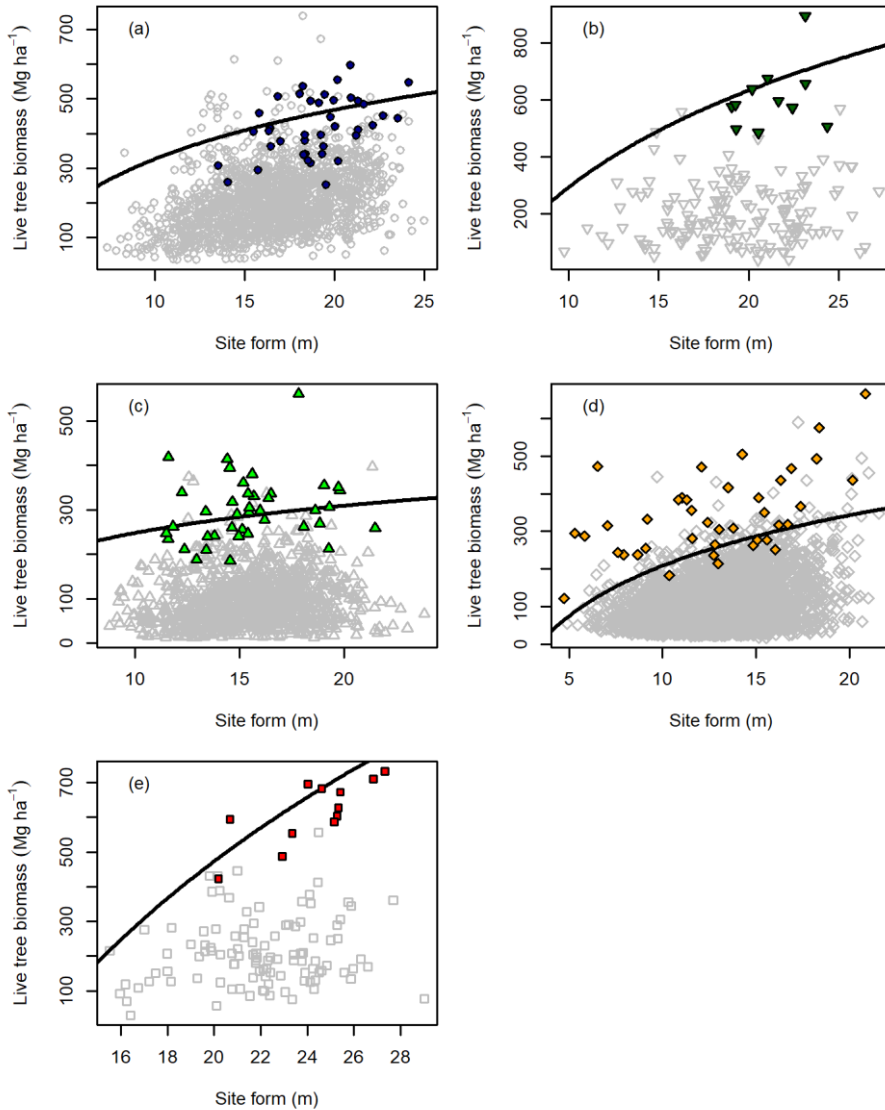 (a)
Live tree biomass (Mg ha⁻¹)
700
500
300
100
10 15 20 25
Site form (m)
(b)
Live tree biomass (Mg ha⁻¹)
800
600
400
200
10 15 20 25
Site form (m)
(c)
Live tree biomass (Mg ha⁻¹)
500
300
100
0
10 15 20
Site form (m)
(d)
Live tree biomass (Mg ha⁻¹)
500
300
100
0
5 10 15 20
Site form (m)
(e)
Live tree biomass (Mg ha⁻¹)
700
500
300
100
16 18 20 22 24 26 28
Site form (m)